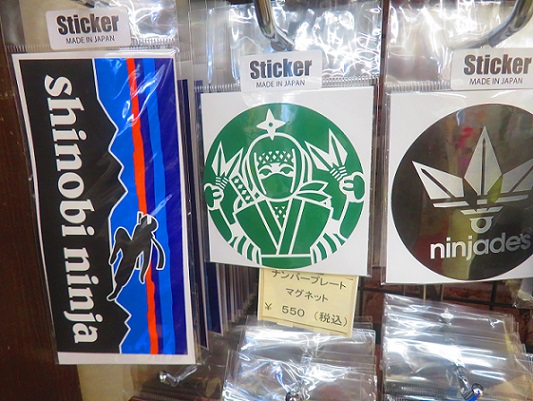 Sticker
MADE IN JAPAN
shinobi ninja
Sticker
MADE IN JAPAN
ナンバープレート
マグネット
¥ 550 (税込)
Sticker
MADE IN JAPAN
ninjades